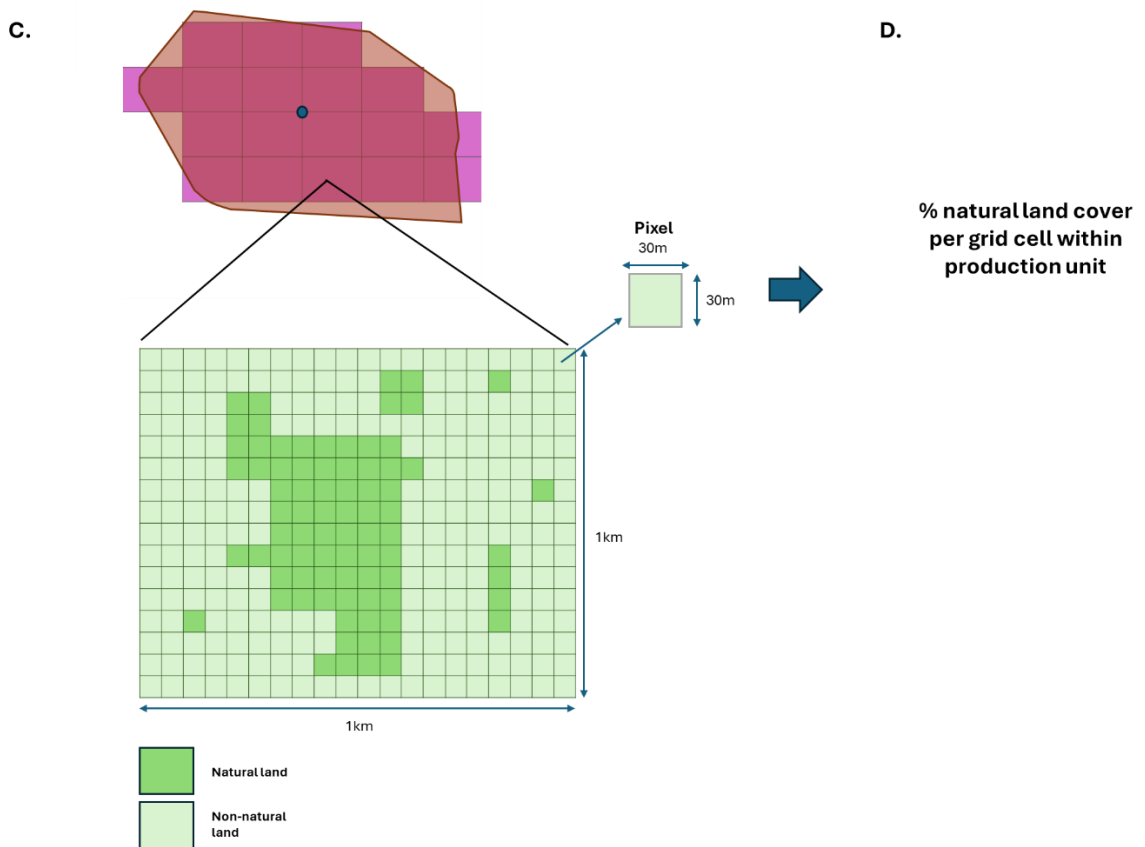 C.
D.
Pixel
30m
30m
% natural land cover
per grid cell within
production unit
1km
1km
Natural land
Non-natural
land